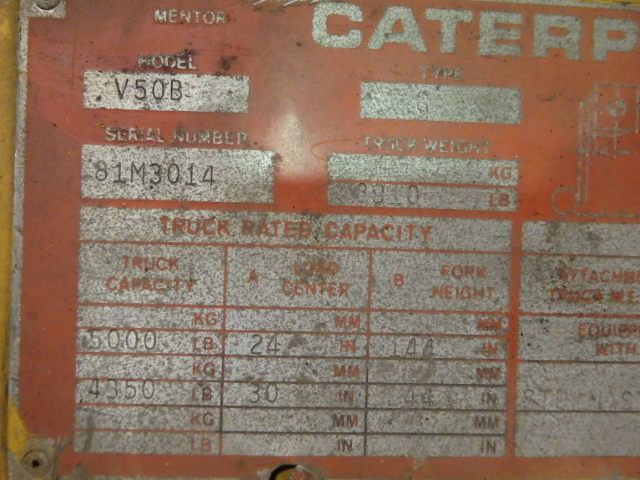 MENTOR CATERP
MODEL TYPE
V50B G
SERIAL NUMBER TRUCK WEIGHT
KG
81M3014 LB
TRUCK RATED CAPACITY
TRUCK CAPACITY A LOAD CENTER B FORK HEIGHT ATTACHM
KG MM MM EQUIP
5000 LB 24 IN 144 IN WITH
KG MM MM
4350 LB 30 IN
KG MM MM
LB IN IN